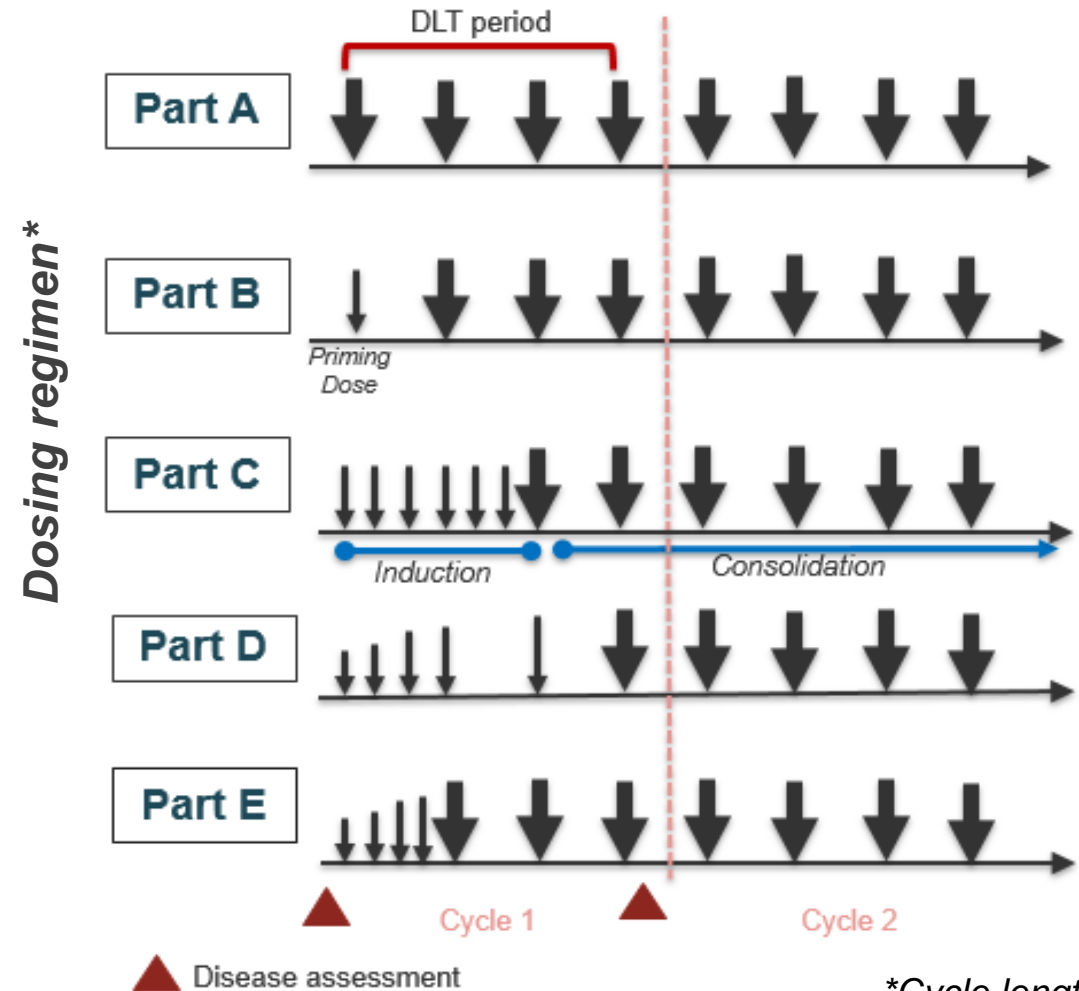 DLT period
Part A
Dosing regimen*
Part B
Priming
Dose
Part C
Induction
Consolidation
Part D
Part E
Cycle 1
Cycle 2
Disease assessment
*Cycle